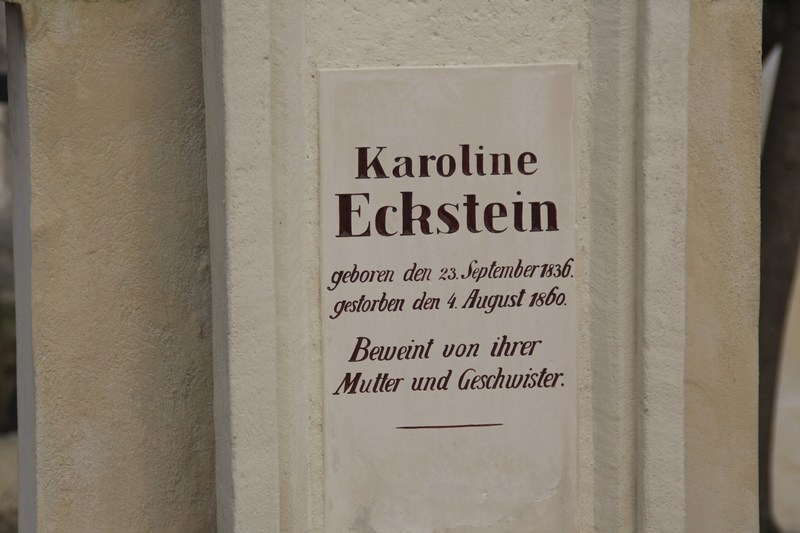 Karoline
Eckstein
geboren den 23. September 1836.
gestorben den 4. August 1860.
Beweint von ihrer
Mutter und Geschwister.